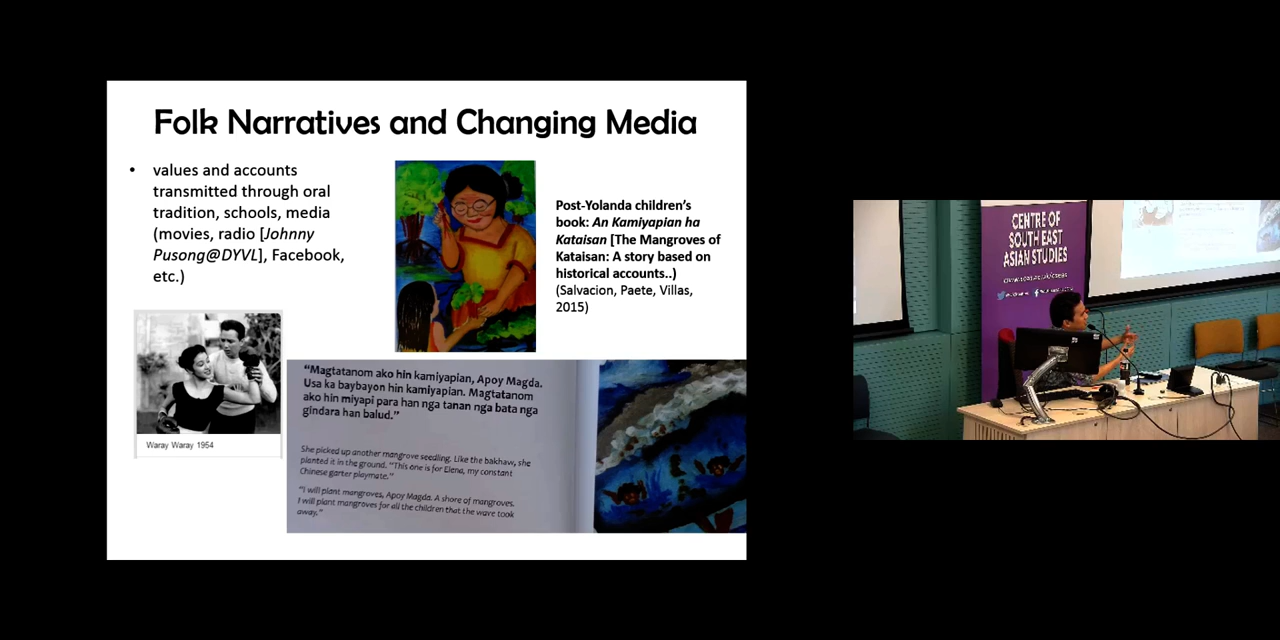 Folk Narratives and Changing Media
• values and accounts
transmitted through oral
tradition, schools, media
(movies, radio [Johnny
Pusong@DYVL], Facebook,
etc.)
Post-Yolanda children's
book: An Kamiyapian ha
Kataisan [The Mangroves of
Kataisan: A story based on
historical accounts..)
(Salvacion, Paete, Villas,
2015)
Waray Waray 1954
"Magtatanom ako hin kamiyapian, Apoy Magda.
Usa ka baybayon hin kamiyapian. Magtatanom
ako hin miyapi para han nga tanan nga bata nga
gindara han balud."
She picked up another mangrove seedling. Like the bakhaw, she
planted it in the ground. "This one is for Elena, my constant
Chinese garter playmate."
"I will plant mangroves, Apoy Magda. A shore of mangroves.
I will plant mangroves for all the children that the wave took
away."
CENTRE OF
SOUTH EAST
ASIAN STUDIES